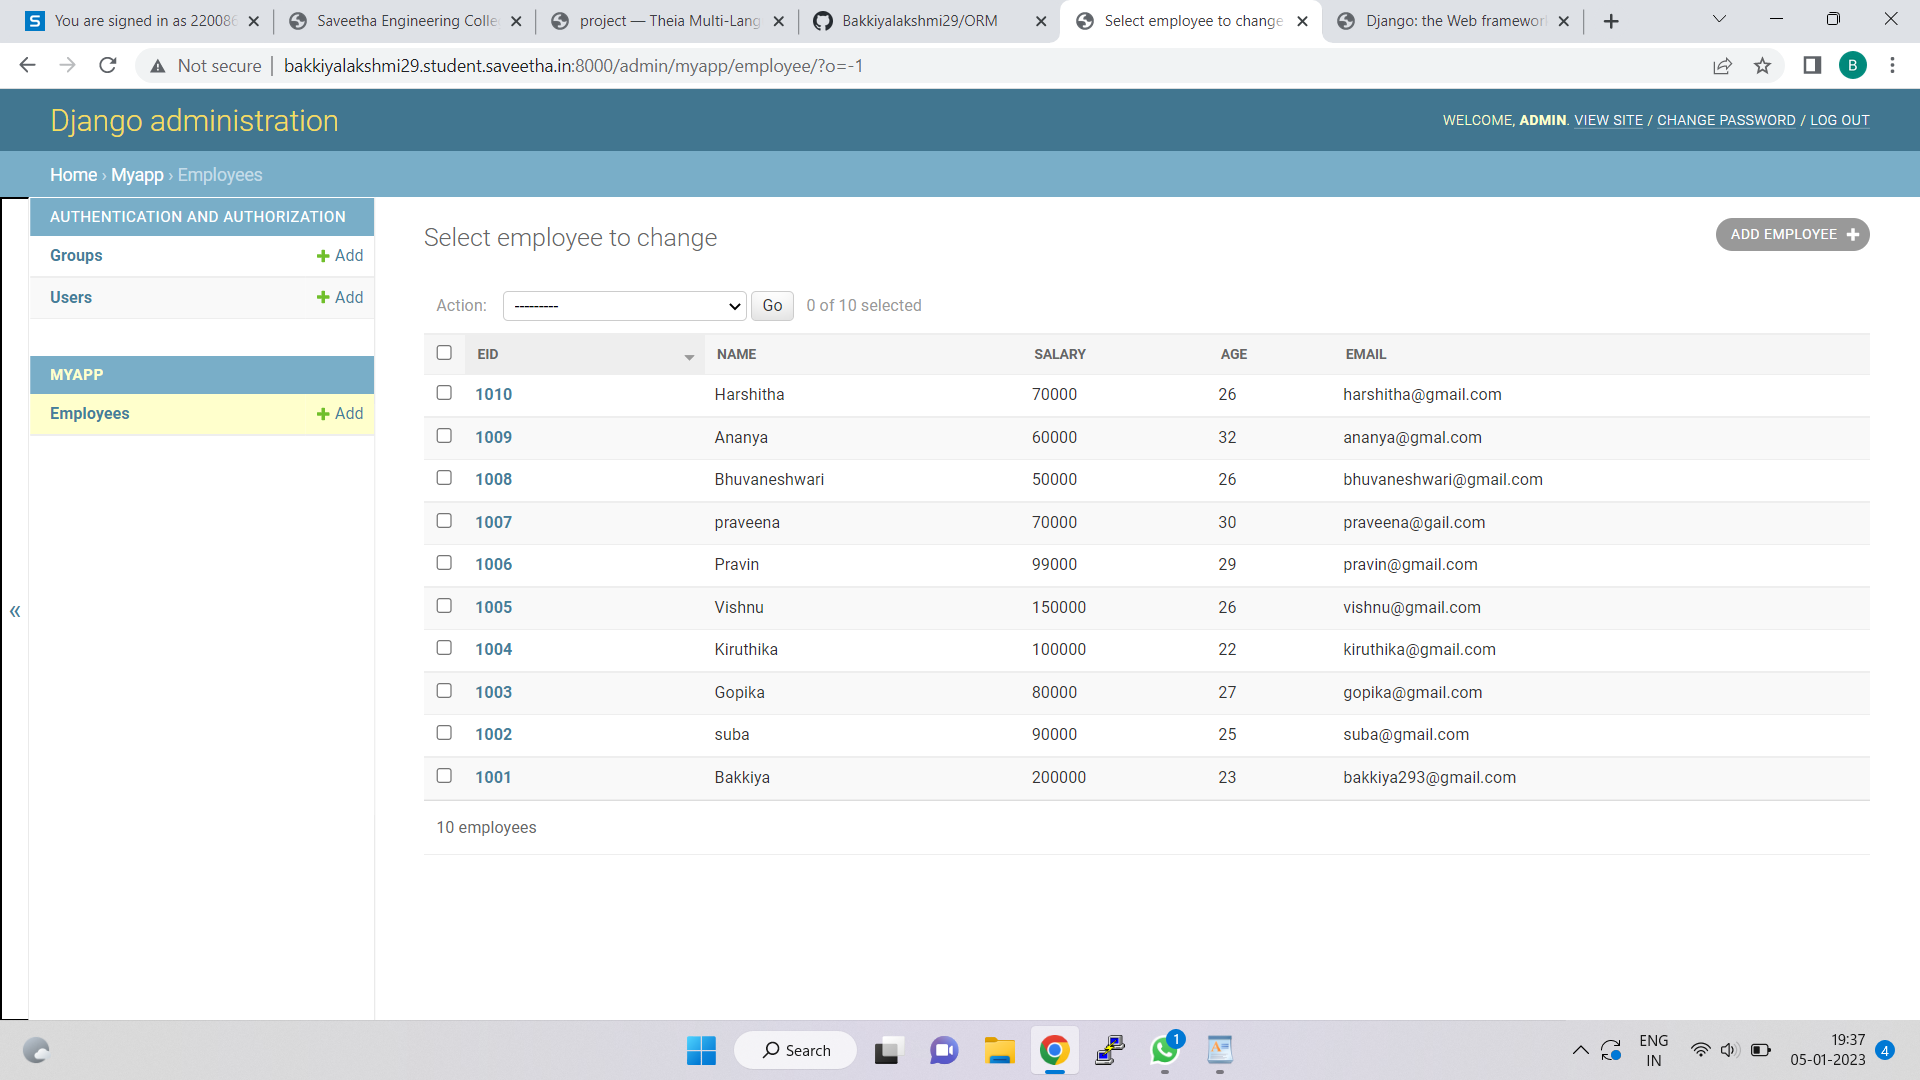 You are signed in as 220086
Saveetha Engineering Colle
project — Theia Multi-Lang
Bakkiyalakshmi29/ORM
Select employee to change
Django: the Web framewor
Not secure
bakkiyalakshmi29.student.saveetha.in:8000/admin/myapp/employee/?o=-1
B
Django administration
WELCOME, ADMIN. VIEW SITE / CHANGE PASSWORD / LOG OUT
Home › Myapp › Employees
AUTHENTICATION AND AUTHORIZATION
Groups Add
Users Add
MYAPP
Employees Add
«
Select employee to change
ADD EMPLOYEE
Action: --------- Go 0 of 10 selected
EID NAME SALARY AGE EMAIL
1010 Harshitha 70000 26 harshitha@gmail.com
1009 Ananya 60000 32 ananya@gmal.com
1008 Bhuvaneshwari 50000 26 bhuvaneshwari@gmail.com
1007 praveena 70000 30 praveena@gail.com
1006 Pravin 99000 29 pravin@gmail.com
1005 Vishnu 150000 26 vishnu@gmail.com
1004 Kiruthika 100000 22 kiruthika@gmail.com
1003 Gopika 80000 27 gopika@gmail.com
1002 suba 90000 25 suba@gmail.com
1001 Bakkiya 200000 23 bakkiya293@gmail.com
10 employees
Search
1
ENG
IN
19:37
05-01-2023
4